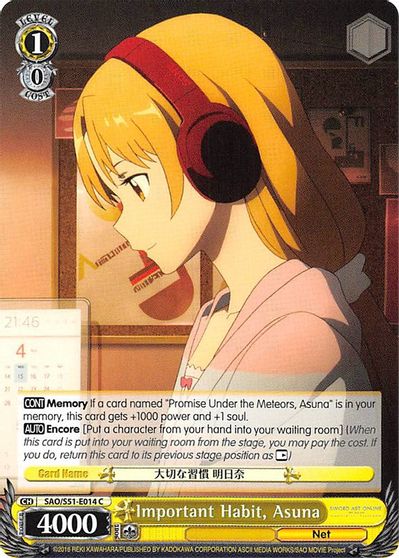 LEVEL
1
0
COST
21:46
4
CONT Memory If a card named "Promise Under the Meteors, Asuna" is in your
memory, this card gets +1000 power and +1 soul.
AUTO Encore [Put a character from your hand into your waiting room] (When
this card is put into your waiting room from the stage, you may pay the cost. If
you do, return this card to its previous stage position as
Card Name
大切な習慣 明日奈
CH SAO/S51-E014 C
POWER 4000
Important Habit, Asuna
SWORD ART ONLINE
Net
©2016 REKI KAWAHARA/PUBLISHED BY KADOKAWA CORPORATION ASCII MEDIA WORKS/SAO MOVIE Project